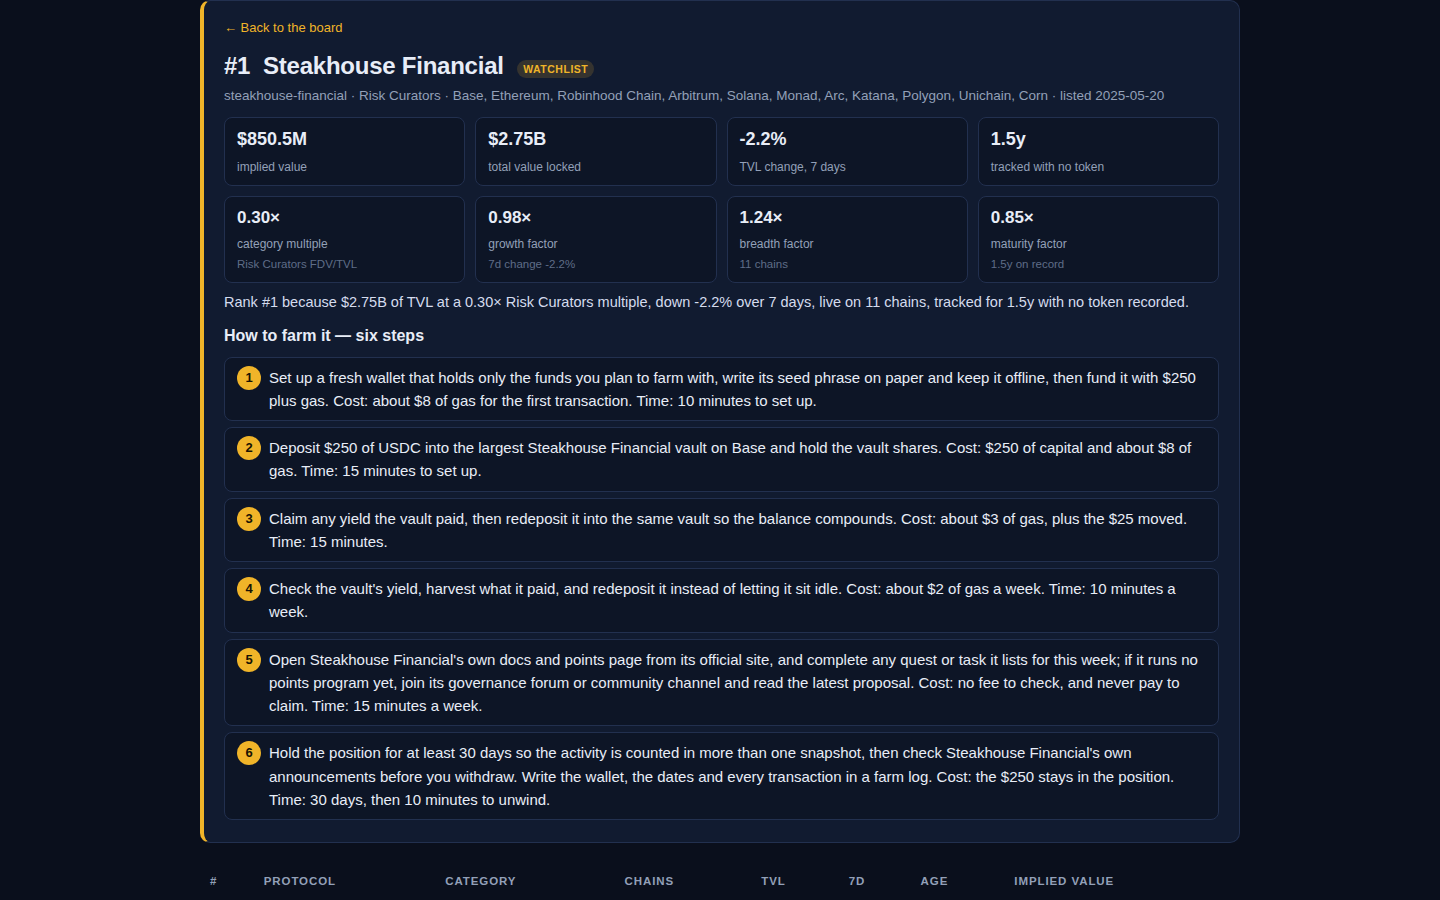 ← Back to the board
#1 Steakhouse Financial WATCHLIST
steakhouse-financial · Risk Curators · Base, Ethereum, Robinhood Chain, Arbitrum, Solana, Monad, Arc, Katana, Polygon, Unichain, Corn · listed 2025-05-20
$850.5M
implied value
$2.75B
total value locked
-2.2%
TVL change, 7 days
1.5y
tracked with no token
0.30×
category multiple
Risk Curators FDV/TVL
0.98×
growth factor
7d change -2.2%
1.24×
breadth factor
11 chains
0.85×
maturity factor
1.5y on record
Rank #1 because $2.75B of TVL at a 0.30× Risk Curators multiple, down -2.2% over 7 days, live on 11 chains, tracked for 1.5y with no token recorded.
How to farm it — six steps
1 Set up a fresh wallet that holds only the funds you plan to farm with, write its seed phrase on paper and keep it offline, then fund it with $250
plus gas. Cost: about $8 of gas for the first transaction. Time: 10 minutes to set up.
2 Deposit $250 of USDC into the largest Steakhouse Financial vault on Base and hold the vault shares. Cost: $250 of capital and about $8 of
gas. Time: 15 minutes to set up.
3 Claim any yield the vault paid, then redeposit it into the same vault so the balance compounds. Cost: about $3 of gas, plus the $25 moved.
Time: 15 minutes.
4 Check the vault's yield, harvest what it paid, and redeposit it instead of letting it sit idle. Cost: about $2 of gas a week. Time: 10 minutes a
week.
5 Open Steakhouse Financial's own docs and points page from its official site, and complete any quest or task it lists for this week; if it runs no
points program yet, join its governance forum or community channel and read the latest proposal. Cost: no fee to check, and never pay to
claim. Time: 15 minutes a week.
6 Hold the position for at least 30 days so the activity is counted in more than one snapshot, then check Steakhouse Financial's own
announcements before you withdraw. Write the wallet, the dates and every transaction in a farm log. Cost: the $250 stays in the position.
Time: 30 days, then 10 minutes to unwind.
# PROTOCOL CATEGORY CHAINS TVL 7D AGE IMPLIED VALUE